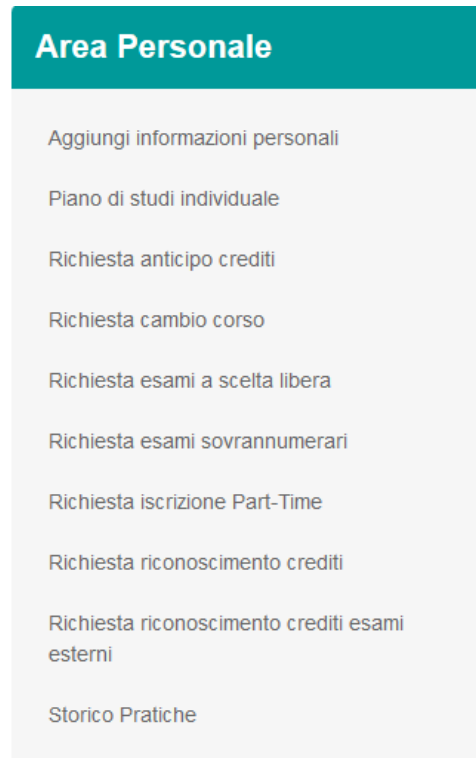 Area Personale
Aggiungi informazioni personali
Piano di studi individuale
Richiesta anticipo crediti
Richiesta cambio corso
Richiesta esami a scelta libera
Richiesta esami sovrannumerari
Richiesta iscrizione Part-Time
Richiesta riconoscimento crediti
Richiesta riconoscimento crediti esami
esterni
Storico Pratiche